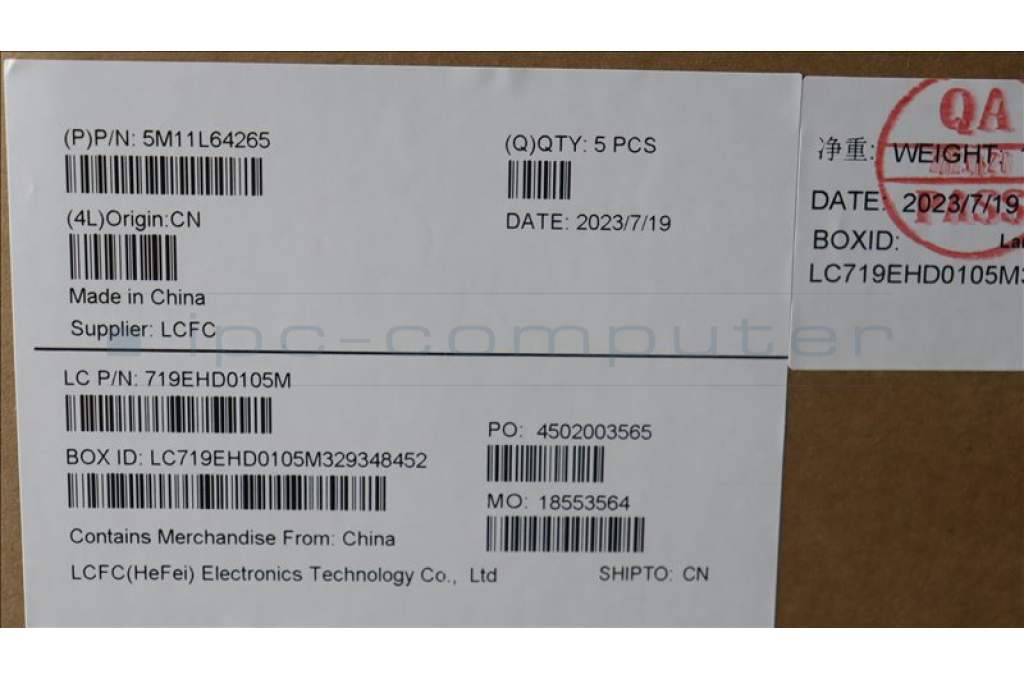 (P)P/N: 5M11L64265
(Q)QTY: 5 PCS
(4L)Origin:CN
DATE: 2023/7/19
Made in China
Supplier: LCFC
LC P/N: 719EHD0105M
PO: 4502003565
BOX ID: LC719EHD0105M329348452
MO: 18553564
Contains Merchandise From: China
LCFC(HeFei) Electronics Technology Co., Ltd
SHIPTO: CN
QA
净重: WEIGHT:
PASS
DATE: 2023/7/19
BOXID:
LC719EHD0105M3
ipc-computer